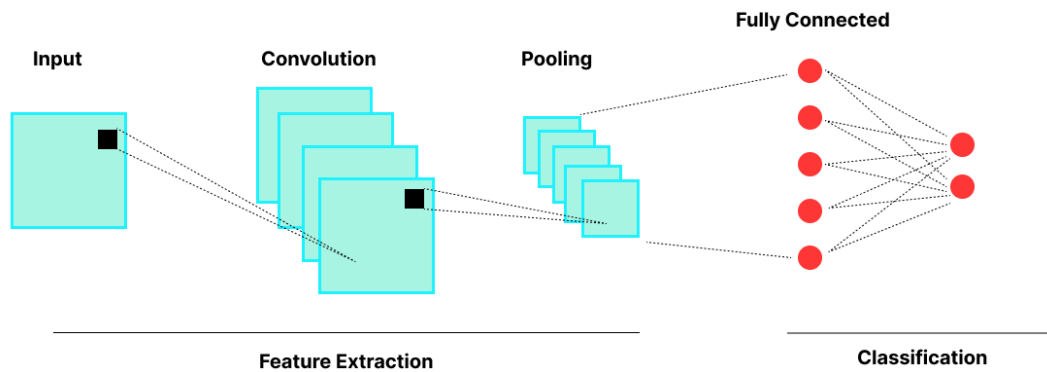 Fully Connected
Input
Convolution
Pooling
Feature Extraction
Classification